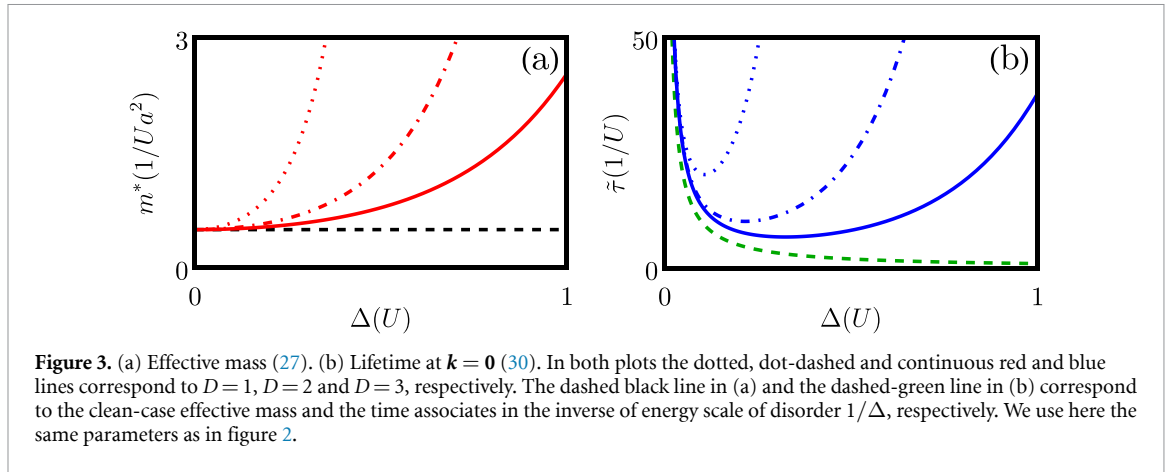 3
(a)
m*(1/Ua²)
0
0
1
Δ(U)
50
(b)
τ̃(1/U)
0
0
1
Δ(U)
Figure 3. (a) Effective mass (27). (b) Lifetime at k = 0 (30). In both plots the dotted, dot-dashed and continuous red and blue
lines correspond to D = 1, D = 2 and D = 3, respectively. The dashed black line in (a) and the dashed-green line in (b) correspond
to the clean-case effective mass and the time associates in the inverse of energy scale of disorder 1/Δ, respectively. We use here the
same parameters as in figure 2.